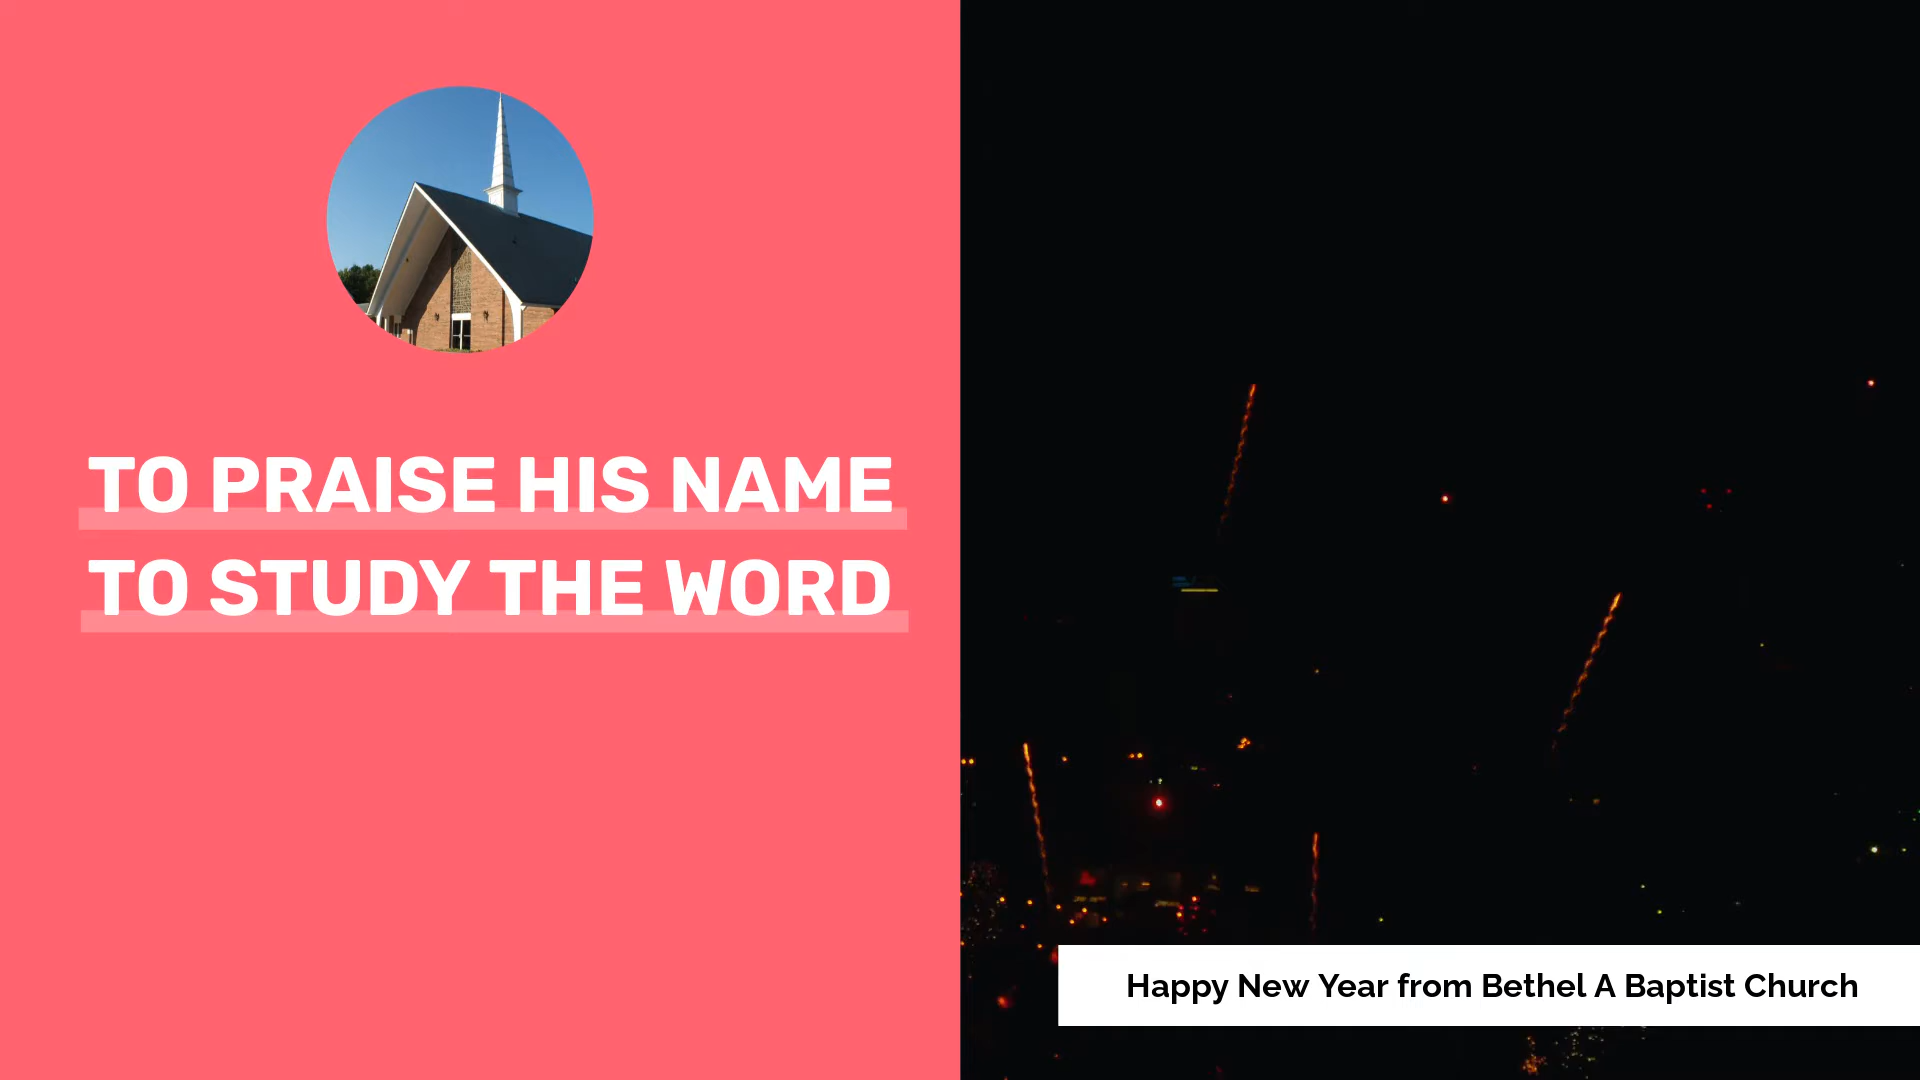 TO PRAISE HIS NAME
TO STUDY THE WORD
Happy New Year from Bethel A Baptist Church